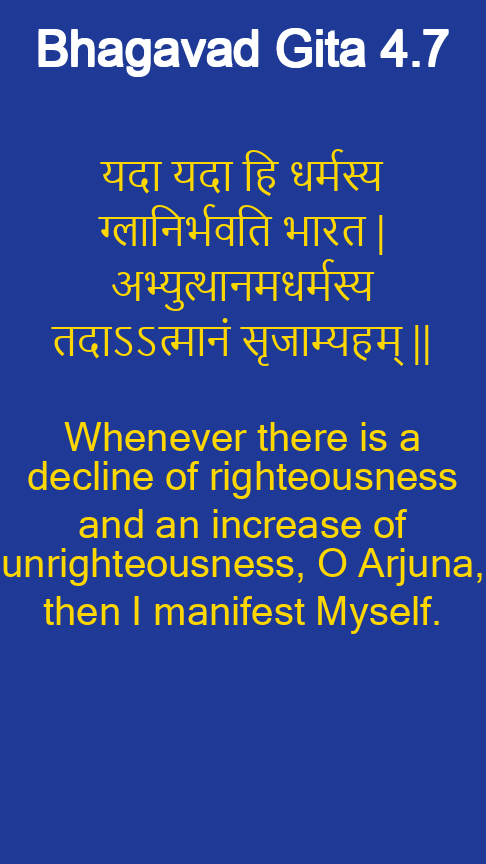 Bhagavad Gita 4.7
यदा यदा हि धर्मस्य
ग्लानिर्भवति भारत |
अभ्युत्थानमधर्मस्य
तदाऽऽत्मानं सृजाम्यहम् ||
Whenever there is a
decline of righteousness
and an increase of
unrighteousness, O Arjuna,
then I manifest Myself.